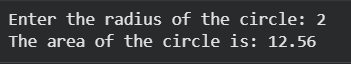 Enter the radius of the circle: 2
The area of the circle is: 12.56